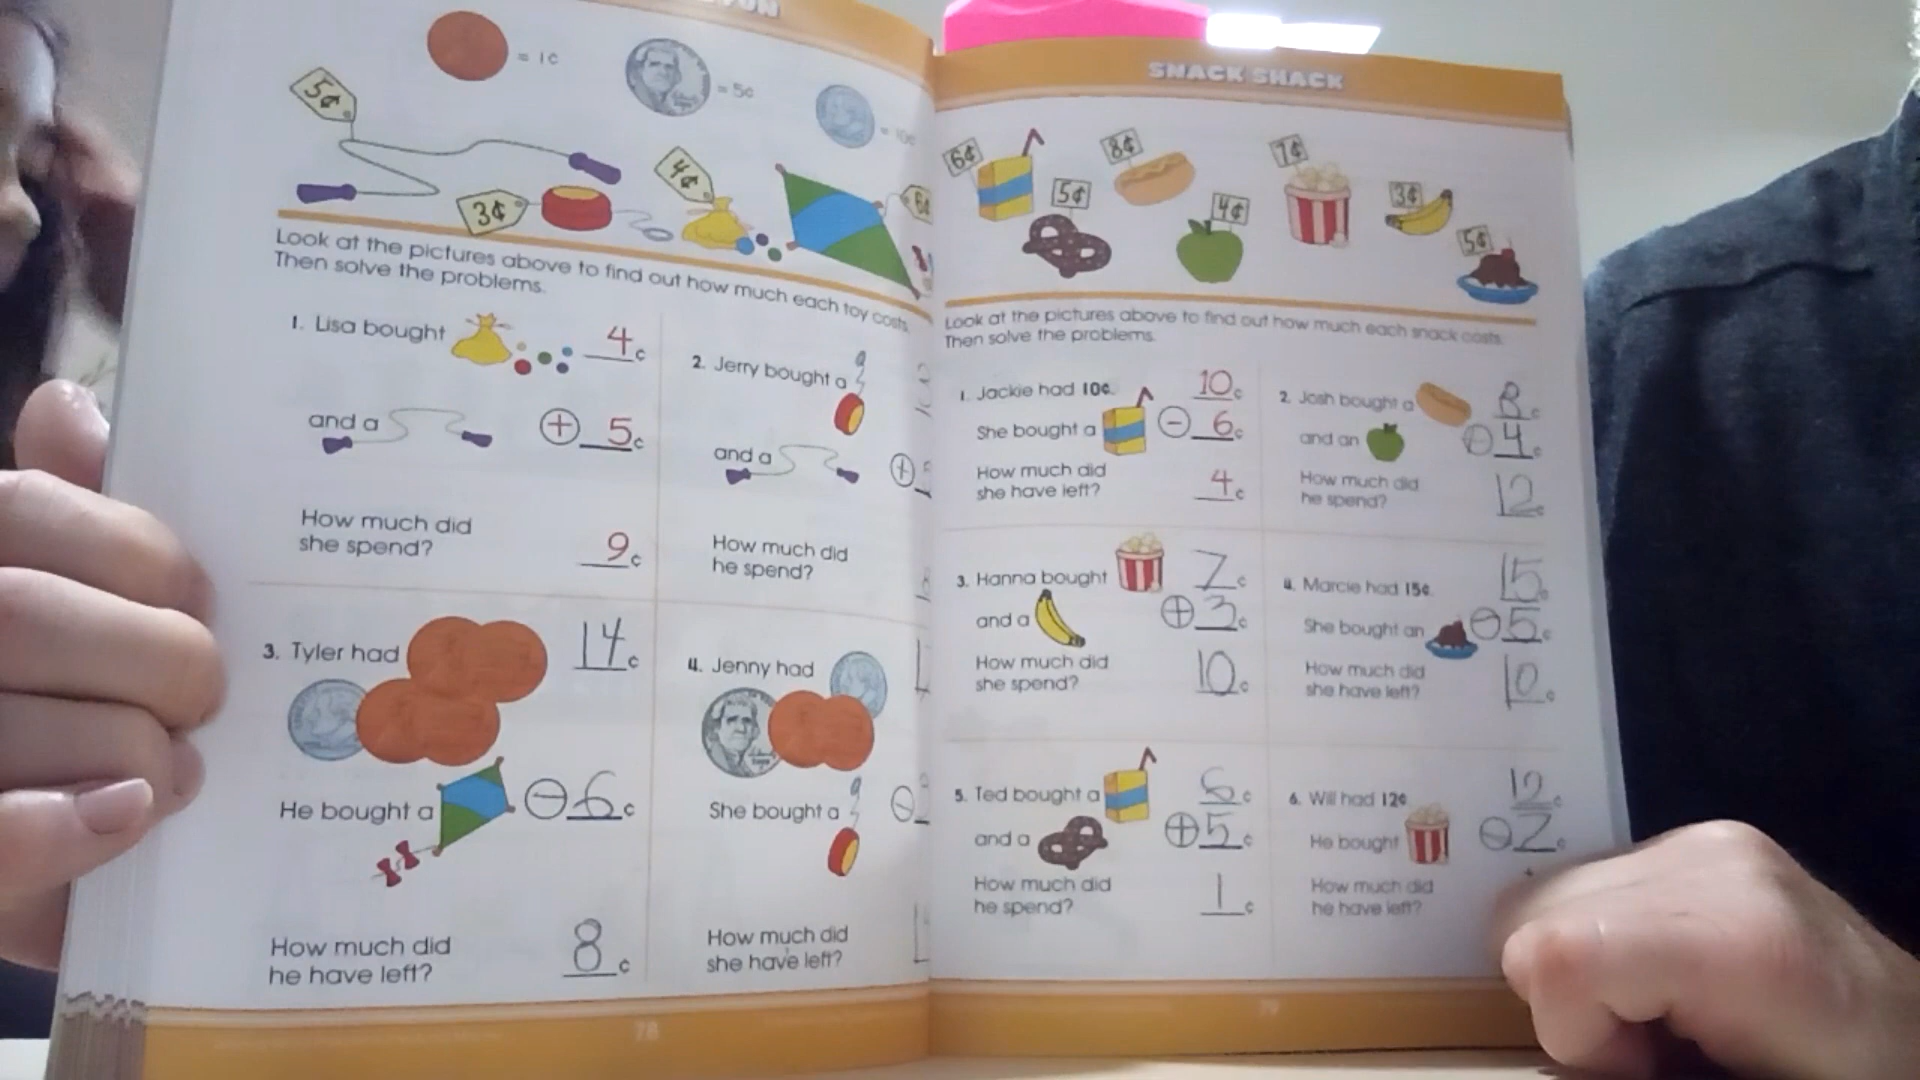 FUN
= 1¢
= 5¢
= 10¢
5¢
3¢
4¢
6¢
Look at the pictures above to find out how much each toy costs.
Then solve the problems.
1. Lisa bought
4¢
and a
+ 5¢
How much did
she spend?
9¢
2. Jerry bought a
and a
+
How much did
he spend?
3. Tyler had
14¢
He bought a
- 6¢
How much did
he have left?
8¢
4. Jenny had
She bought a
-
How much did
she have left?
78
SNACK SHACK
6¢
5¢
8¢
4¢
7¢
3¢
5¢
Look at the pictures above to find out how much each snack costs.
Then solve the problems.
1. Jackie had 10¢.
10¢
She bought a
- 6¢
How much did
she have left?
4¢
2. Josh bought a
8¢
and an
4¢
How much did
he spend?
12¢
3. Hanna bought
7¢
and a
+ 3¢
How much did
she spend?
10¢
4. Marcie had 15¢.
15¢
She bought an
- 5¢
How much did
she have left?
10¢
5. Ted bought a
6¢
and a
+ 5¢
How much did
he spend?
1¢
6. Will had 12¢
12¢
He bought
- 7¢
How much did
he have left?
79